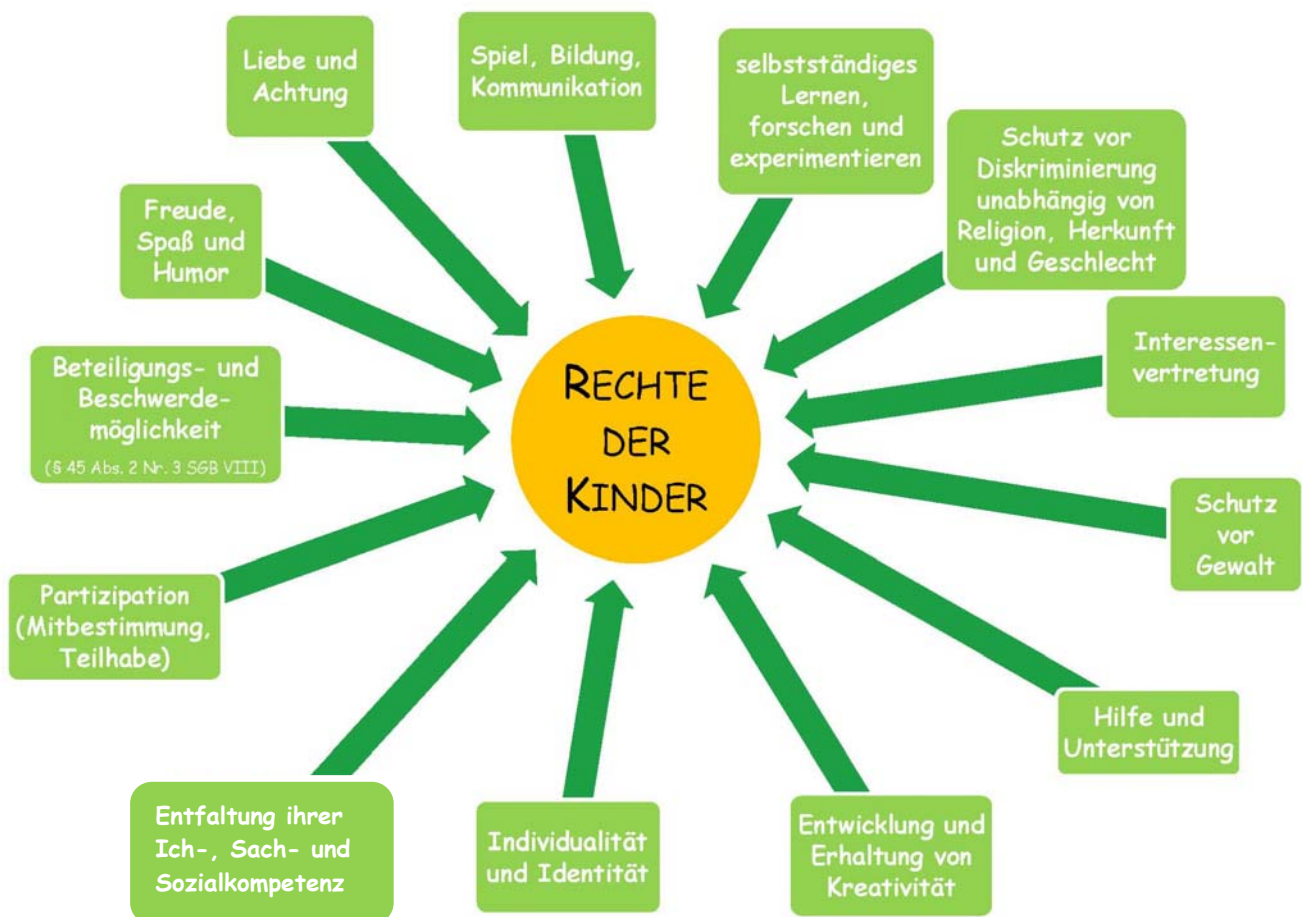 Liebe und
Achtung
Spiel, Bildung,
Kommunikation
selbstständiges
Lernen,
forschen und
experimentieren
Schutz vor
Diskriminierung
unabhängig von
Religion, Herkunft
und Geschlecht
Freude,
Spaß und
Humor
Interessen-
vertretung
Beteiligungs- und
Beschwerde-
möglichkeit
(§ 45 Abs. 2 Nr. 3 SGB VIII)
RECHTE
DER
KINDER
Schutz
vor
Gewalt
Partizipation
(Mitbestimmung,
Teilhabe)
Hilfe und
Unterstützung
Entfaltung ihrer
Ich-, Sach- und
Sozialkompetenz
Individualität
und Identität
Entwicklung und
Erhaltung von
Kreativität